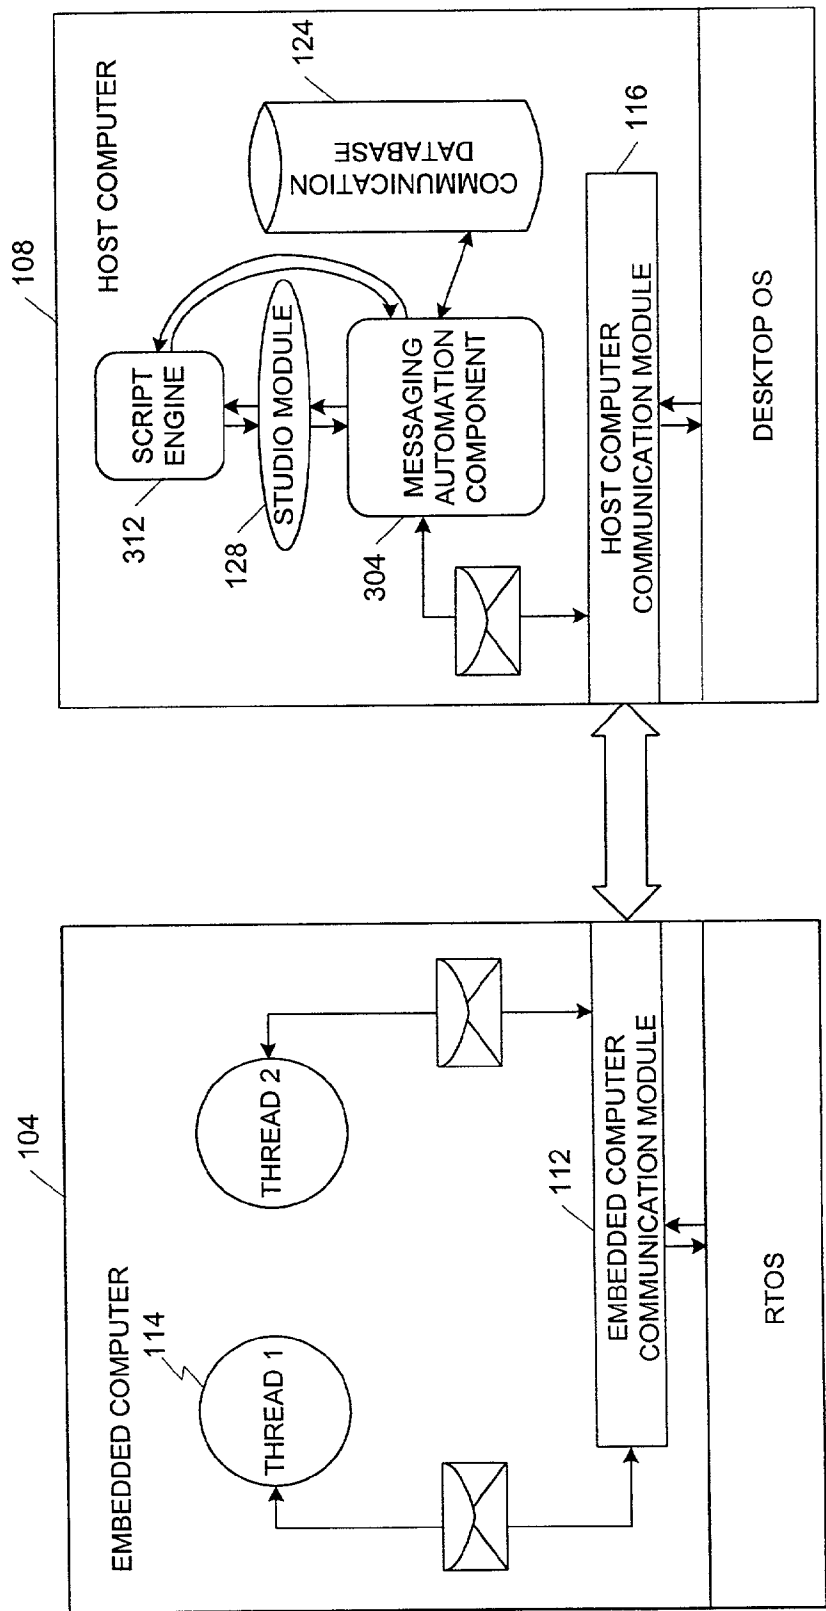 104
EMBEDDED COMPUTER
114
THREAD 1
THREAD 2
112
EMBEDDED COMPUTER
COMMUNICATION MODULE
RTOS
108
HOST COMPUTER
312
SCRIPT
ENGINE
128
STUDIO MODULE
304
MESSAGING
AUTOMATION
COMPONENT
124
COMMUNICATION
DATABASE
116
HOST COMPUTER
COMMUNICATION MODULE
DESKTOP OS